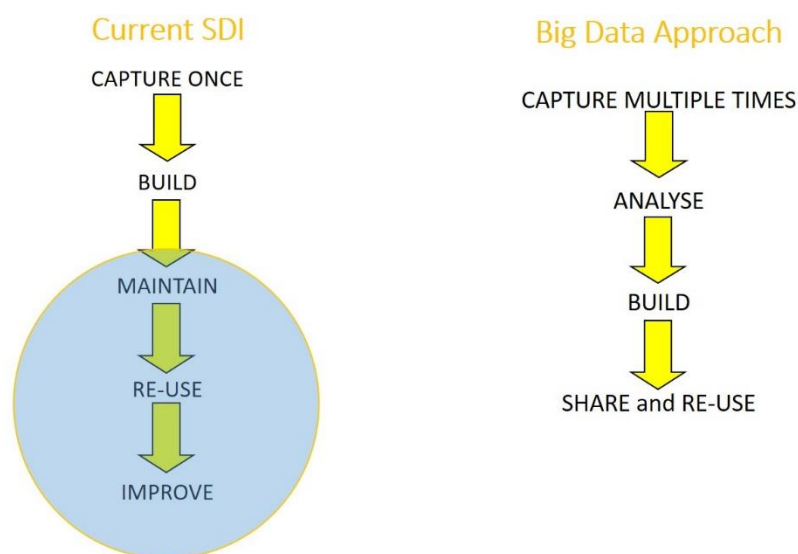 Current SDI
CAPTURE ONCE
BUILD
MAINTAIN
RE-USE
IMPROVE
Big Data Approach
CAPTURE MULTIPLE TIMES
ANALYSE
BUILD
SHARE and RE-USE